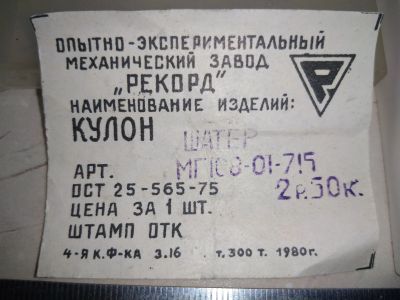 ОПЫТНО-ЭКСПЕРИМЕНТАЛЬНЫЙ
МЕХАНИЧЕСКИЙ ЗАВОД
„РЕКОРД"
НАИМЕНОВАНИЕ ИЗДЕЛИЙ:
КУЛОН ШАТЕР
АРТ. МГ108-01-715
ОСТ 25-565-75 2р.50к.
ЦЕНА ЗА 1 ШТ.
ШТАМП ОТК
4-Я К.Ф-КА З.16 Т.300 Т. 1980г.